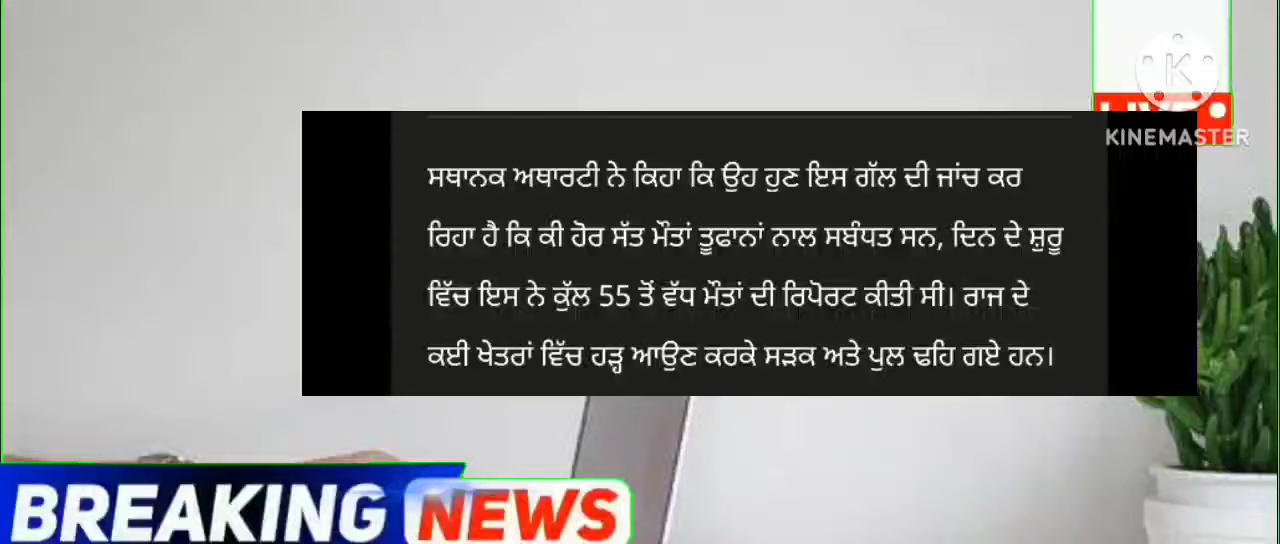 KINEMASTER
ਸਥਾਨਕ ਅਥਾਰਟੀ ਨੇ ਕਿਹਾ ਕਿ ਉਹ ਹੁਣ ਇਸ ਗੱਲ ਦੀ ਜਾਂਚ ਕਰ
ਰਿਹਾ ਹੈ ਕਿ ਕੀ ਹੋਰ ਸੱਤ ਮੌਤਾਂ ਤੂਫਾਨਾਂ ਨਾਲ ਸਬੰਧਤ ਸਨ, ਦਿਨ ਦੇ ਸ਼ੁਰੂ
ਵਿੱਚ ਇਸ ਨੇ ਕੁੱਲ 55 ਤੋਂ ਵੱਧ ਮੌਤਾਂ ਦੀ ਰਿਪੋਰਟ ਕੀਤੀ ਸੀ। ਰਾਜ ਦੇ
ਕਈ ਖੇਤਰਾਂ ਵਿੱਚ ਹੜ੍ਹ ਆਉਣ ਕਰਕੇ ਸੜਕ ਅਤੇ ਪੁਲ ਢਹਿ ਗਏ ਹਨ।
BREAKING NEWS